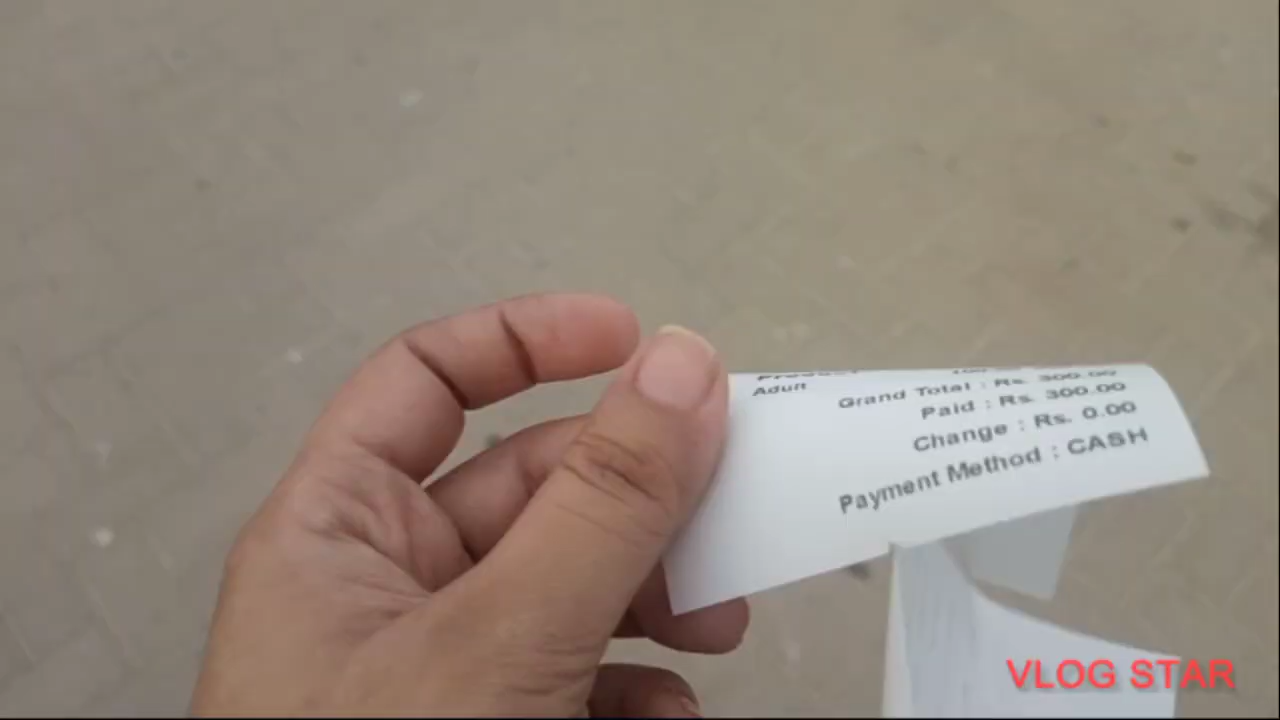 Product
Adult
Grand Total : Rs. 300.00
Paid : Rs. 300.00
Change : Rs. 0.00
Payment Method : CASH
VLOG STAR